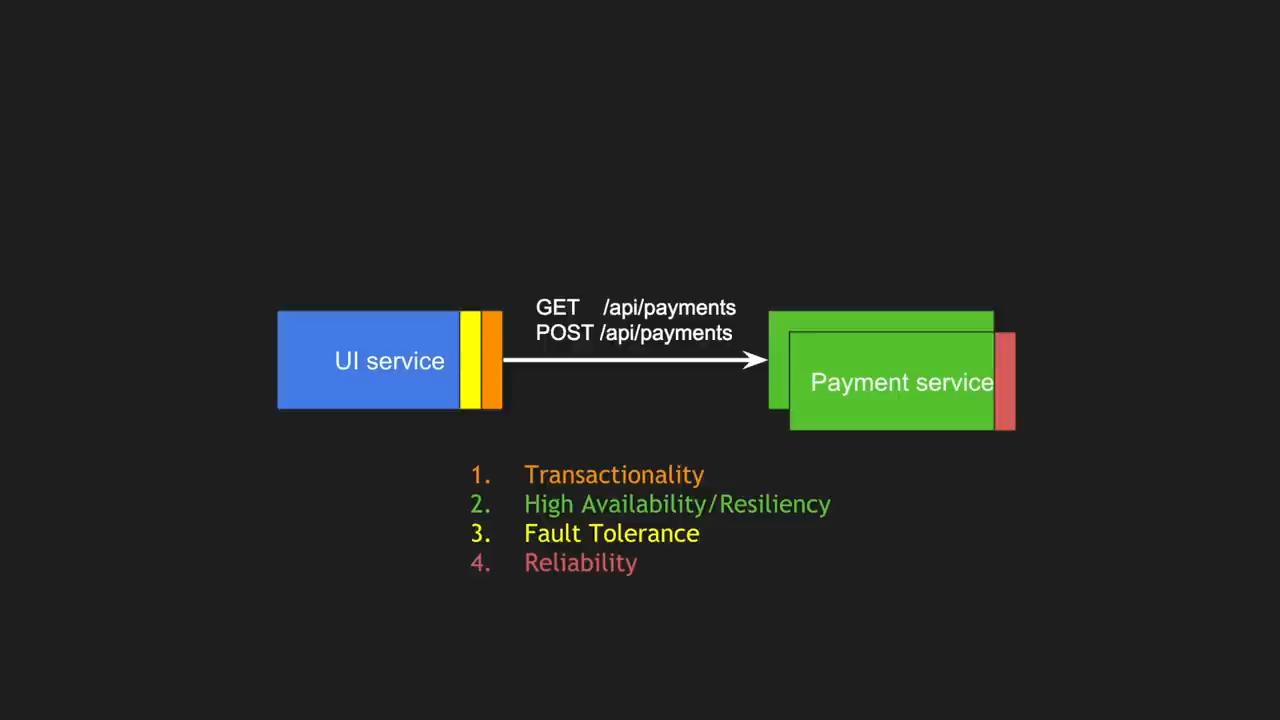 GET /api/payments
POST /api/payments
UI service
Payment service
1. Transactionality
2. High Availability/Resiliency
3. Fault Tolerance
4. Reliability